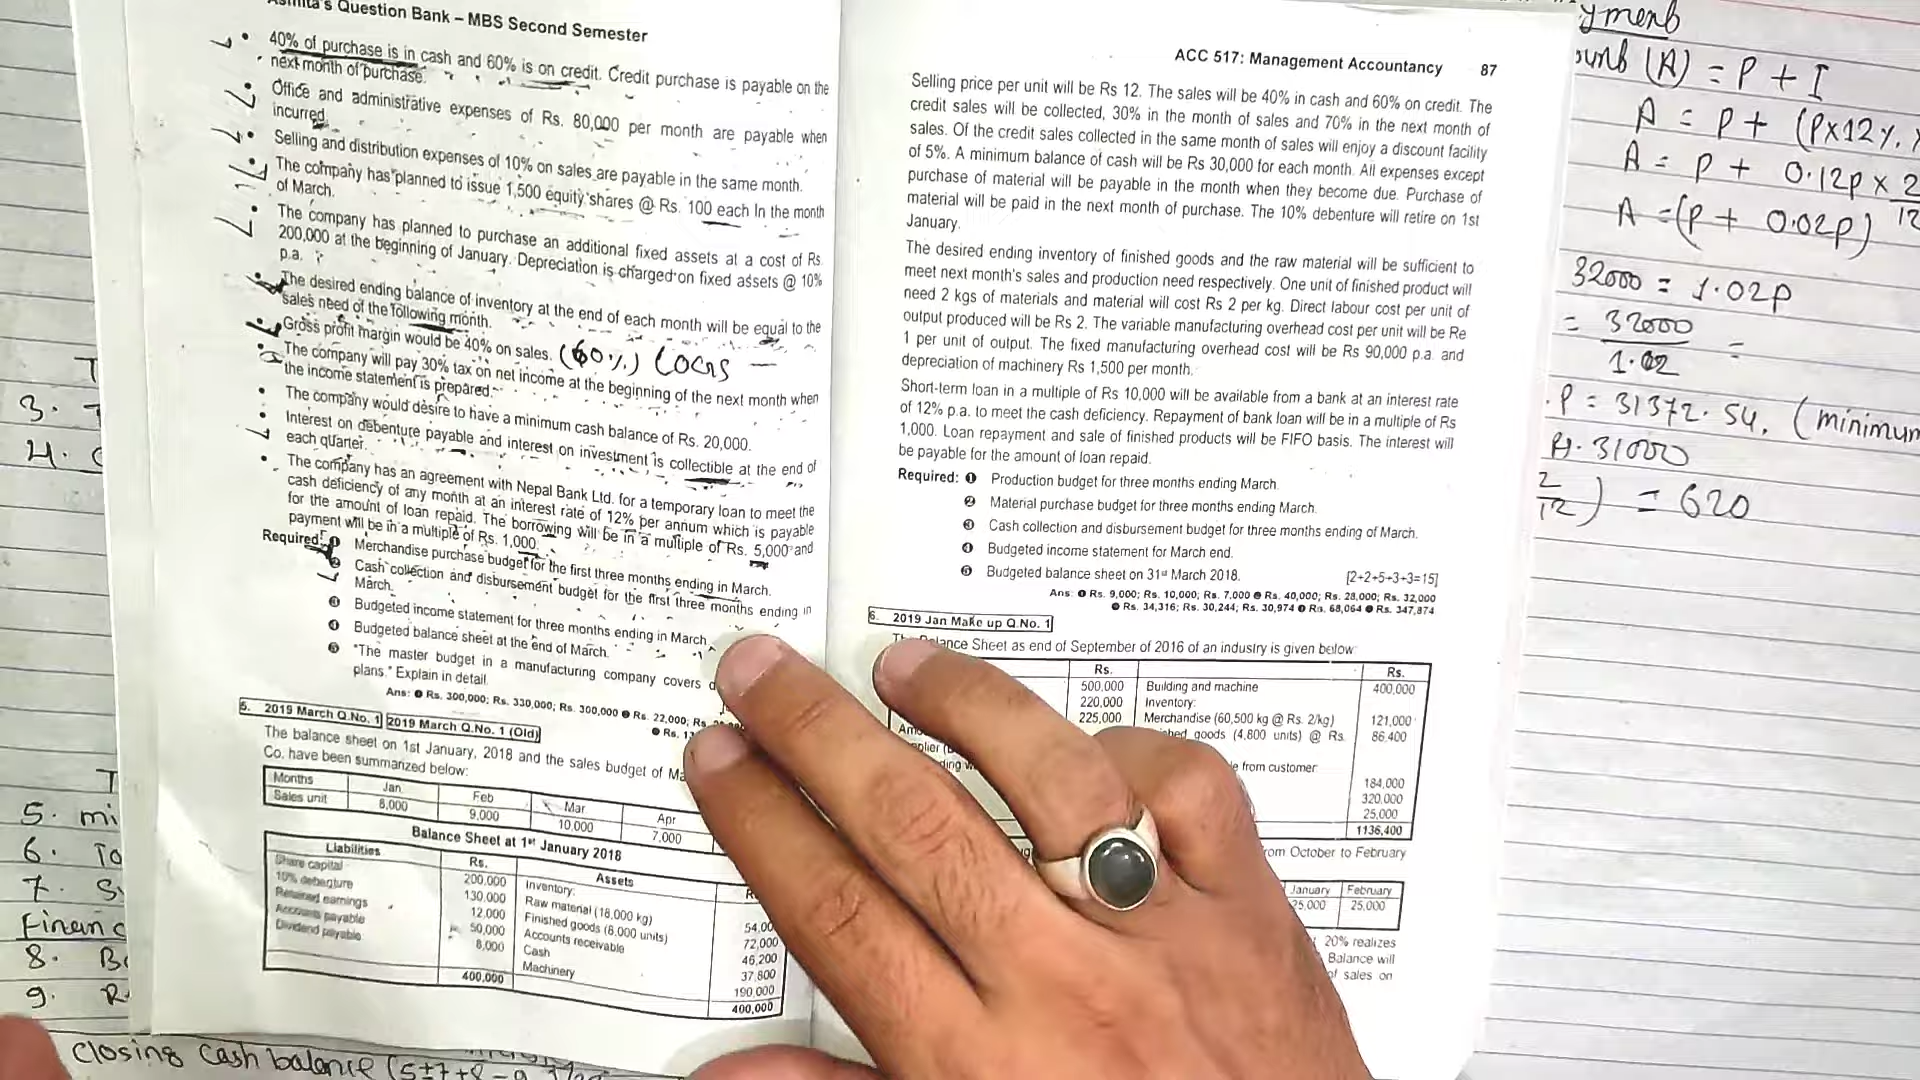 Question Bank – MBS Second Semester
• 40% of purchase is in cash and 60% is on credit. Credit purchase is payable on the
next month of purchase.
• Office and administrative expenses of Rs. 80,000 per month are payable when
incurred.
• Selling and distribution expenses of 10% on sales are payable in the same month.
• The company has planned to issue 1,500 equity shares @ Rs. 100 each In the month
of March.
• The company has planned to purchase an additional fixed assets at a cost of Rs.
200,000 at the beginning of January. Depreciation is charged on fixed assets @ 10%
p.a.
• The desired ending balance of inventory at the end of each month will be equal to the
sales need of the following month.
• Gross profit margin would be 40% on sales. (60%) COGS
• The company will pay 30% tax on net income at the beginning of the next month when
the income statement is prepared.
• The company would desire to have a minimum cash balance of Rs. 20,000.
• Interest on debenture payable and interest on investment is collectible at the end of
each quarter.
• The company has an agreement with Nepal Bank Ltd. for a temporary loan to meet the
cash deficiency of any month at an interest rate of 12% per annum which is payable
for the amount of loan repaid. The borrowing will be in a multiple of Rs. 5,000 and
payment will be in a multiple of Rs. 1,000.
Required: ❶ Merchandise purchase budget for the first three months ending in March.
❷ Cash collection and disbursement budget for the first three months ending in
March.
❸ Budgeted income statement for three months ending in March.
❹ Budgeted balance sheet at the end of March.
❺ "The master budget in a manufacturing company covers
plans." Explain in detail.
Ans: ❶ Rs. 300,000; Rs. 330,000; Rs. 300,000 ❷ Rs. 22,000; Rs.
5. 2019 March Q.No. 1 2019 March Q.No. 1 (Old)
The balance sheet on 1st January, 2018 and the sales budget of
Co. have been summarized below:
Months Jan Feb Mar Apr
Sales unit 8,000 9,000 10,000 7,000
Balance Sheet at 1st January 2018
Liabilities Rs. Assets
Share capital 200,000 Inventory:
10% debenture 130,000 Raw material (18,000 kg) 54,00
Retained earnings 12,000 Finished goods (8,000 units) 72,000
Accounts payable 50,000 Accounts receivable 46,200
Dividend payable 8,000 Cash 37,800
Machinery 190,000
400,000 400,000
ACC 517: Management Accountancy 87
Selling price per unit will be Rs 12. The sales will be 40% in cash and 60% on credit. The
credit sales will be collected, 30% in the month of sales and 70% in the next month of
sales. Of the credit sales collected in the same month of sales will enjoy a discount facility
of 5%. A minimum balance of cash will be Rs 30,000 for each month. All expenses except
purchase of material will be payable in the month when they become due. Purchase of
material will be paid in the next month of purchase. The 10% debenture will retire on 1st
January.
The desired ending inventory of finished goods and the raw material will be sufficient to
meet next month's sales and production need respectively. One unit of finished product will
need 2 kgs of materials and material will cost Rs 2 per kg. Direct labour cost per unit of
output produced will be Rs 2. The variable manufacturing overhead cost per unit will be Re
1 per unit of output. The fixed manufacturing overhead cost will be Rs 90,000 p.a. and
depreciation of machinery Rs 1,500 per month.
Short-term loan in a multiple of Rs 10,000 will be available from a bank at an interest rate
of 12% p.a. to meet the cash deficiency. Repayment of bank loan will be in a multiple of Rs
1,000. Loan repayment and sale of finished products will be FIFO basis. The interest will
be payable for the amount of loan repaid.
Required: ❶ Production budget for three months ending March.
❷ Material purchase budget for three months ending March.
❸ Cash collection and disbursement budget for three months ending of March.
❹ Budgeted income statement for March end.
❺ Budgeted balance sheet on 31st March 2018. [2+2+5+3+3=15]
Ans: ❶ Rs. 9,000; Rs. 10,000; Rs. 7,000 ❷ Rs. 40,000; Rs. 28,000; Rs. 32,000
❸ Rs. 34,316; Rs. 30,244; Rs. 30,974 ❹ Rs. 68,064 ❺ Rs. 347,874
6. 2019 Jan Make up Q.No. 1
Balance Sheet as end of September of 2016 of an industry is given below:
Rs. Rs.
500,000 Building and machine 400,000
220,000 Inventory:
225,000 Merchandise (60,500 kg @ Rs. 2/kg) 121,000
goods (4,800 units) @ Rs. 86,400
from customer
184,000
320,000
25,000
1136,400
from October to February
January February
25,000 25,000
20% realizes
Balance will
of sales on
(A) = P + I
A = P + (P×12%
A = P + 0.12P × 2
12
A = (P + 0.02P)
32000 = 1.02P
= 32000 =
1.02
P = 31372.54. (minimum
31000
2
12 ) = 620
3.
4.
5. mi
6. To
7. S
Financ
8. B
9. R
Closing Cash balance (5±7+8-9